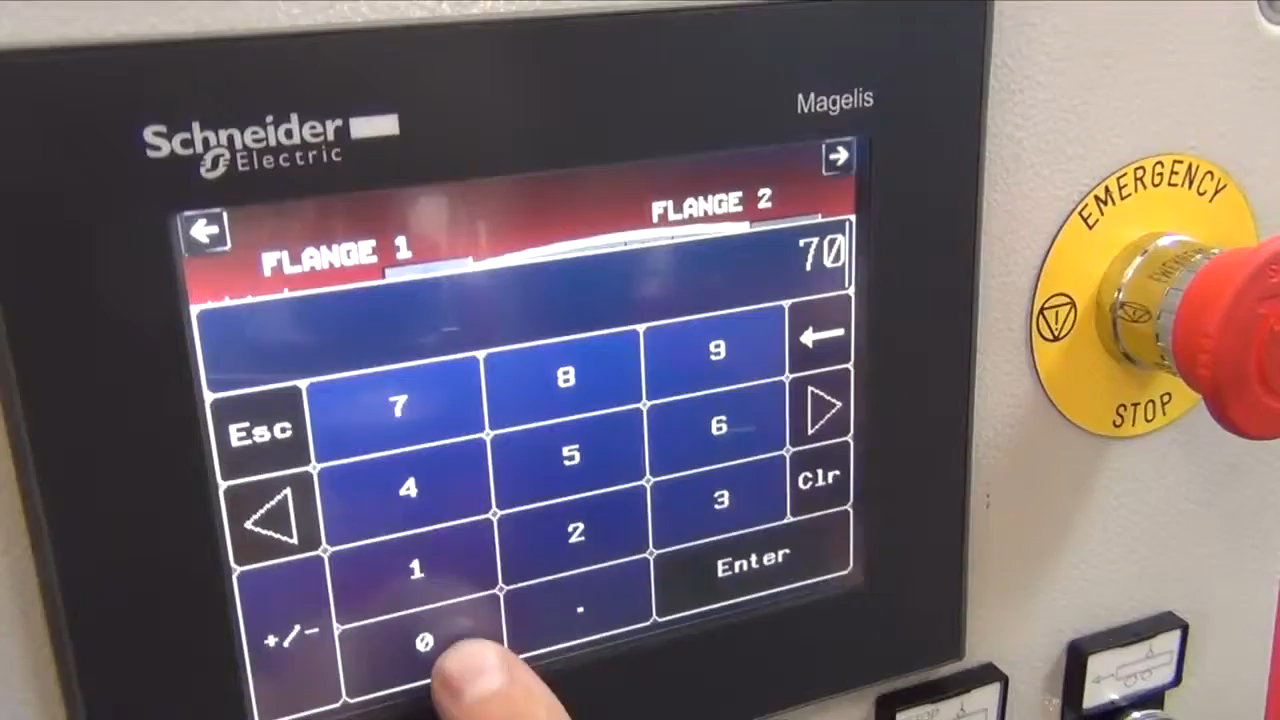 Schneider
Electric
Magelis
FLANGE 1
FLANGE 2
70
Esc
7
8
9
4
5
6
Clr
1
2
3
+/-
0
.
Enter
EMERGENCY
STOP